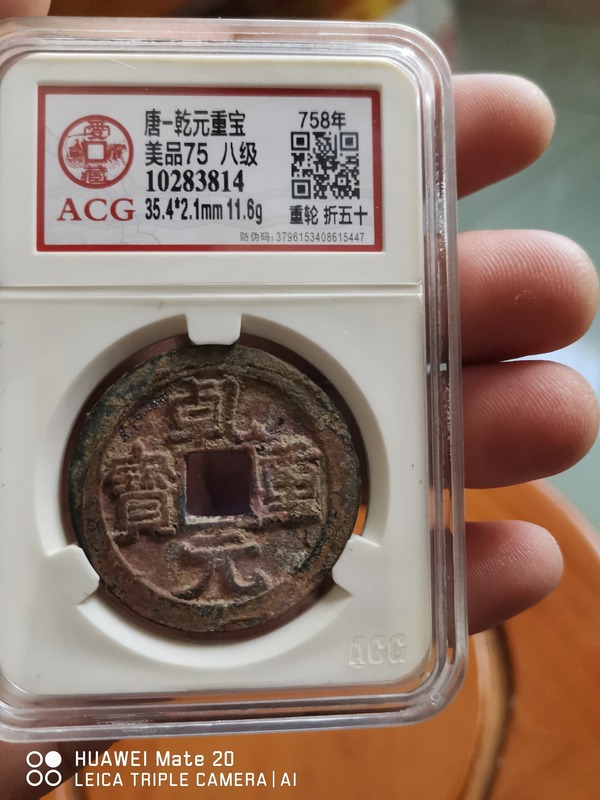 唐-乾元重宝
758年
美品75 八级
10283814
ACG
35.4*2.1mm 11.6g
重轮 折五十
防伪码:3796153408615447
乾
元
重
寶
ACG
HUAWEI Mate 20
LEICA TRIPLE CAMERA | AI